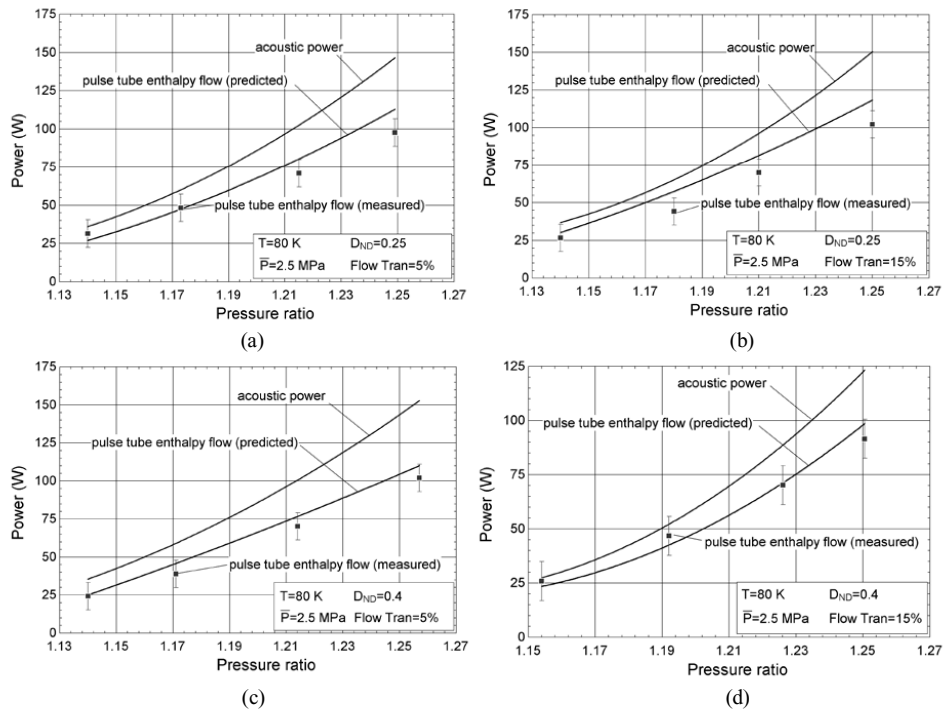 175
150
125
100
75
50
25
0
Power (W)
acoustic power
pulse tube enthalpy flow (predicted)
pulse tube enthalpy flow (measured)
T=80 K D_ND=0.25
P̅=2.5 MPa Flow Tran=5%
1.13 1.15 1.17 1.19 1.21 1.23 1.25 1.27
Pressure ratio
(a)
175
150
125
100
75
50
25
0
Power (W)
acoustic power
pulse tube enthalpy flow (predicted)
pulse tube enthalpy flow (measured)
T=80 K D_ND=0.25
P̅=2.5 MPa Flow Tran=15%
1.13 1.15 1.17 1.19 1.21 1.23 1.25 1.27
Pressure ratio
(b)
175
150
125
100
75
50
25
0
Power (W)
acoustic power
pulse tube enthalpy flow (predicted)
pulse tube enthalpy flow (measured)
T=80 K D_ND=0.4
P̅=2.5 MPa Flow Tran=5%
1.13 1.15 1.17 1.19 1.21 1.23 1.25 1.27
Pressure ratio
(c)
125
100
75
50
25
0
Power (W)
acoustic power
pulse tube enthalpy flow (predicted)
pulse tube enthalpy flow (measured)
T=80 K D_ND=0.4
P̅=2.5 MPa Flow Tran=15%
1.15 1.17 1.19 1.21 1.23 1.25 1.27
Pressure ratio
(d)